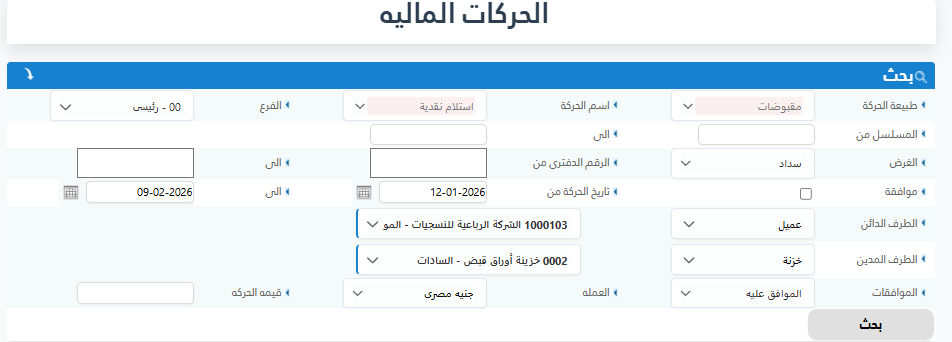 الحركات الماليه
بحث
طبيعة الحركة مقبوضات اسم الحركة استلام نقدية الفرع 00 - رئيسى
المسلسل من الى
الغرض سداد الرقم الدفترى من الى
موافقة تاريخ الحركة من 12-01-2026 الى 09-02-2026
الطرف الدائن عميل 1000103 الشركة الرباعية للنسجيات - المو
الطرف المدين خزنة 0002 خزينة أوراق قبض - السادات
الموافقات الموافق عليه العمله جنيه مصرى قيمه الحركه
بحث